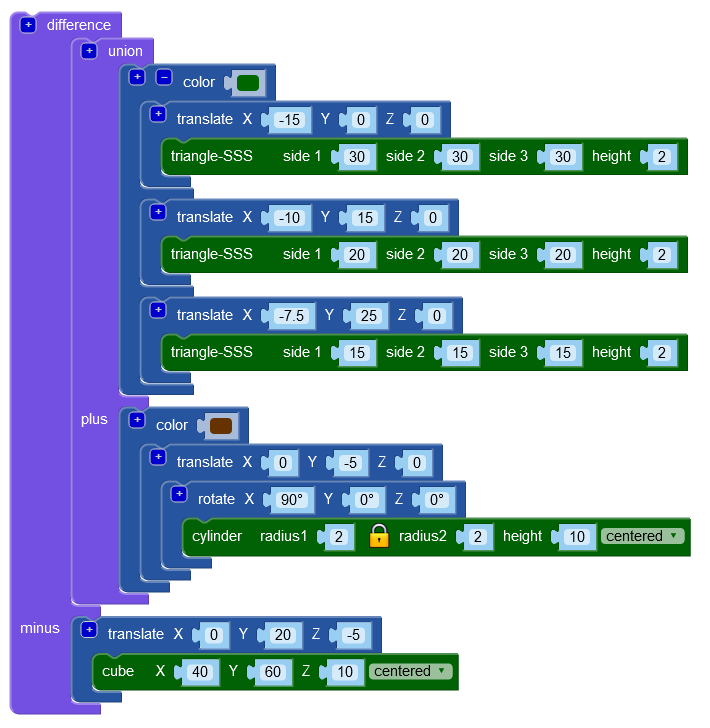 + difference
+ union
+ − color
+ translate X -15 Y 0 Z 0
triangle-SSS side 1 30 side 2 30 side 3 30 height 2
+ translate X -10 Y 15 Z 0
triangle-SSS side 1 20 side 2 20 side 3 20 height 2
+ translate X -7.5 Y 25 Z 0
triangle-SSS side 1 15 side 2 15 side 3 15 height 2
plus + color
+ translate X 0 Y -5 Z 0
+ rotate X 90° Y 0° Z 0°
cylinder radius1 2 radius2 2 height 10 centered ▼
minus + translate X 0 Y 20 Z -5
cube X 40 Y 60 Z 10 centered ▼